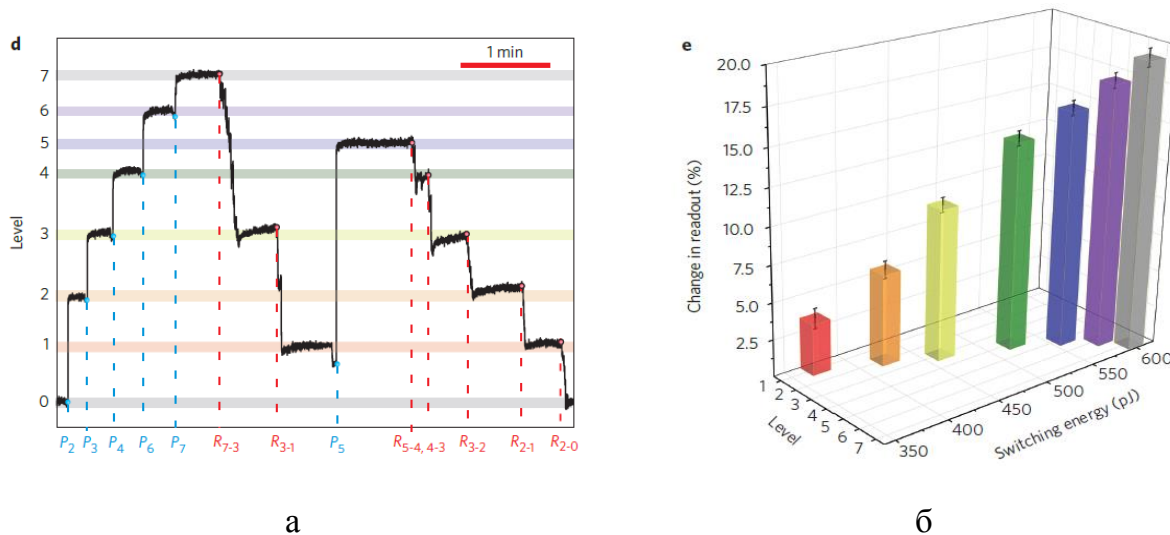 d
1 min
Level
7
6
5
4
3
2
1
0
P2 P3 P4 P6 P7 R7-3 R3-1 P5 R5-4, 4-3 R3-2 R2-1 R2-0
e
Change in readout (%)
20.0
17.5
15.0
12.5
10.0
7.5
5.0
2.5
1 2 3 4 5 6 7
Level
350 400 450 500 550 600
Switching energy (pJ)
а
б